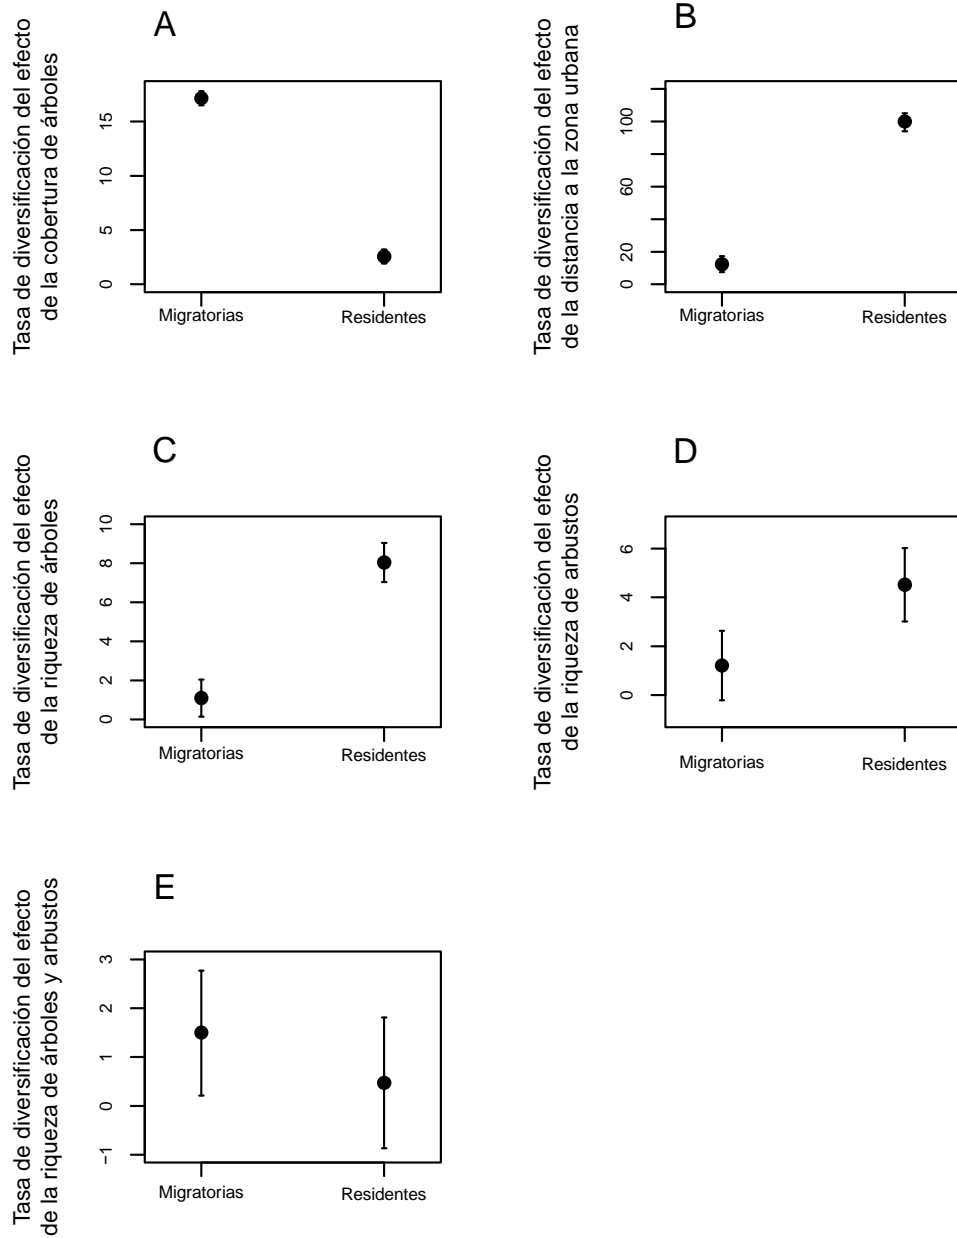 A
Tasa de diversificación del efecto
de la cobertura de árboles
15
10
5
0
Migratorias
Residentes
B
Tasa de diversificación del efecto
de la distancia a la zona urbana
100
60
20
0
Migratorias
Residentes
C
Tasa de diversificación del efecto
de la riqueza de árboles
10
8
6
4
2
0
Migratorias
Residentes
D
Tasa de diversificación del efecto
de la riqueza de arbustos
6
4
2
0
Migratorias
Residentes
E
Tasa de diversificación del efecto
de la riqueza de árboles y arbustos
3
2
1
0
−1
Migratorias
Residentes